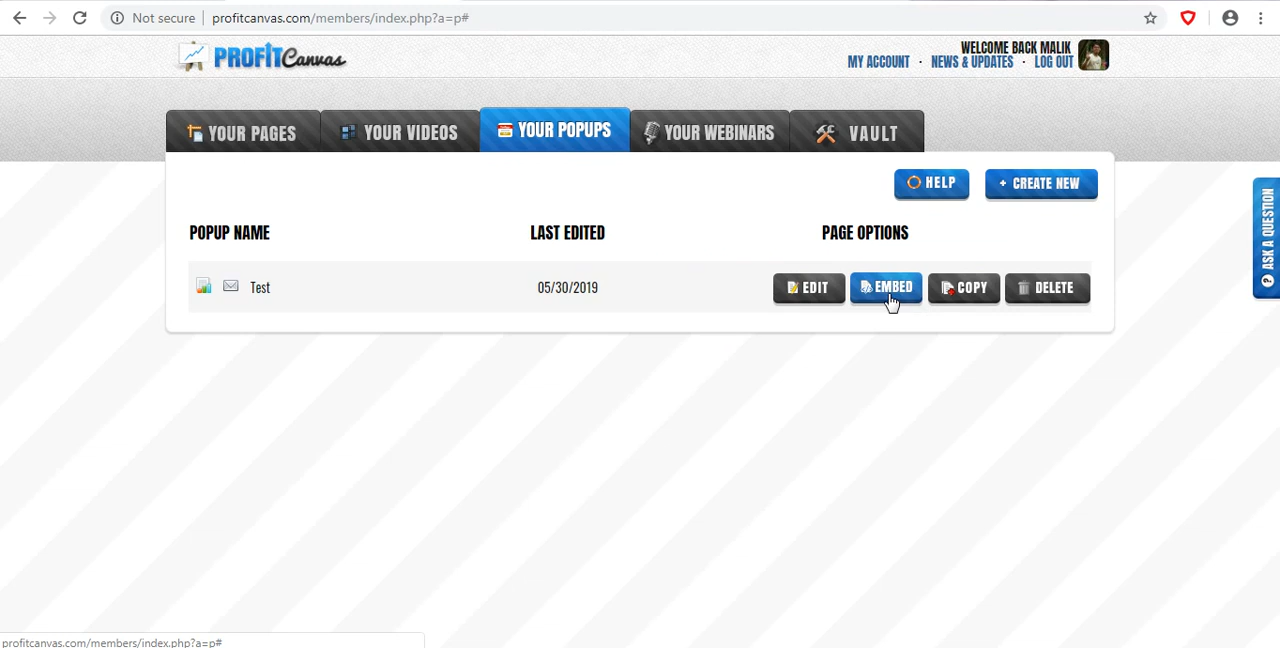 Not secure profitcanvas.com/members/index.php?a=p#
PROFIT Canvas
WELCOME BACK MALIK
MY ACCOUNT · NEWS & UPDATES · LOG OUT
YOUR PAGES YOUR VIDEOS YOUR POPUPS YOUR WEBINARS VAULT
HELP + CREATE NEW
POPUP NAME LAST EDITED PAGE OPTIONS
Test 05/30/2019 EDIT EMBED COPY DELETE
? ASK A QUESTION
profitcanvas.com/members/index.php?a=p#